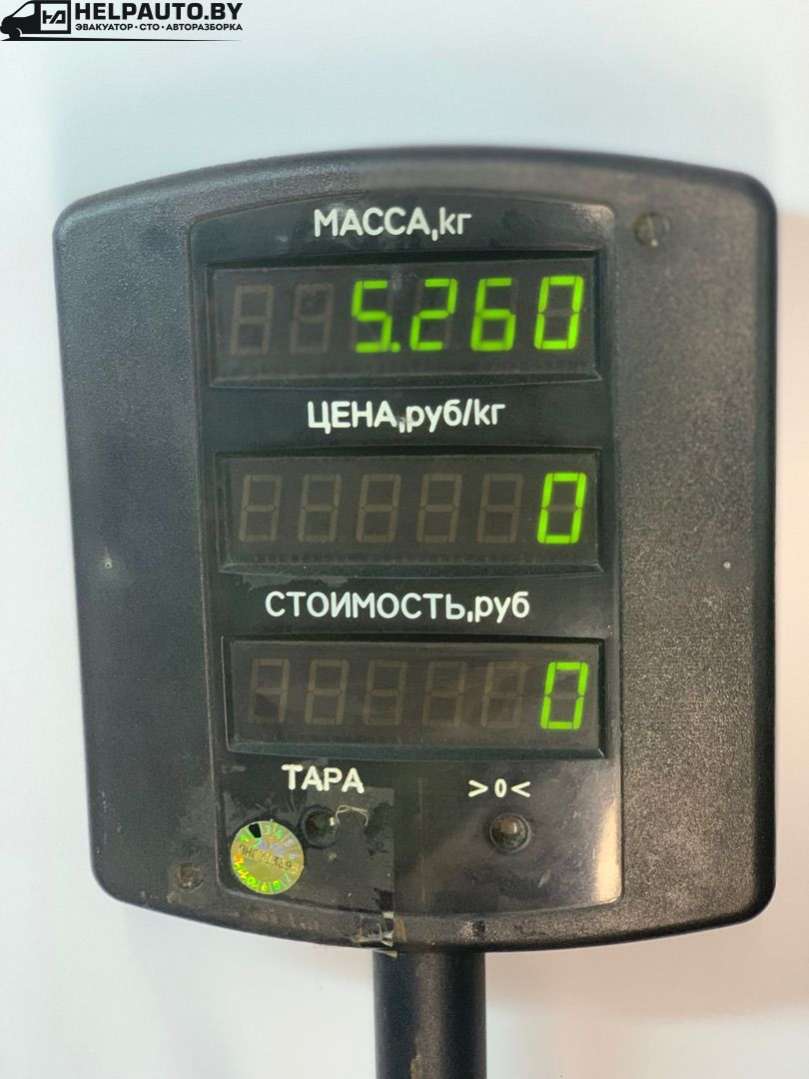 HELPAUTO.BY
ЭВАКУАТОР•СТО•АВТОРАЗБОРКА
МАССА,кг
5.260
ЦЕНА,руб/кг
0
СТОИМОСТЬ,руб
0
ТАРА >0<